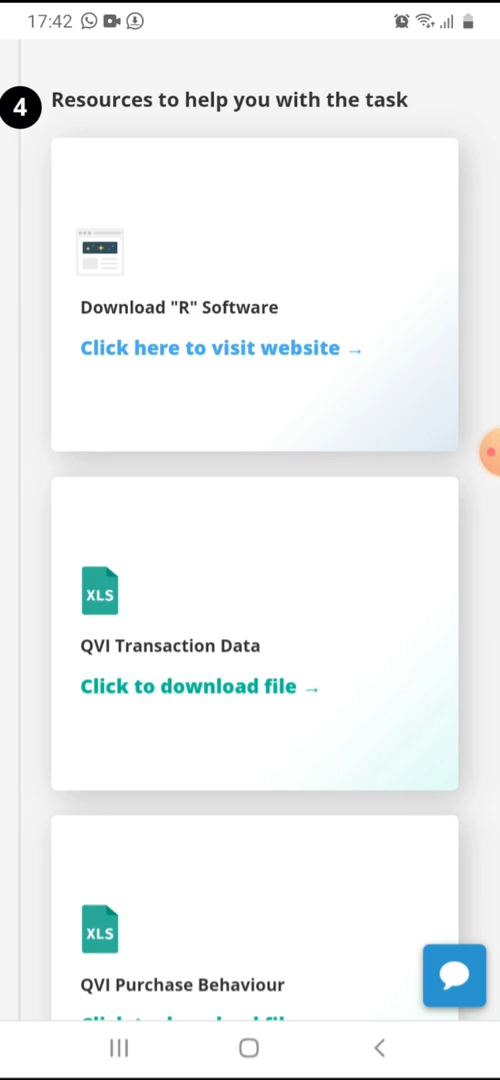 17:42
4
Resources to help you with the task
Download "R" Software
Click here to visit website →
XLS
QVI Transaction Data
Click to download file →
XLS
QVI Purchase Behaviour